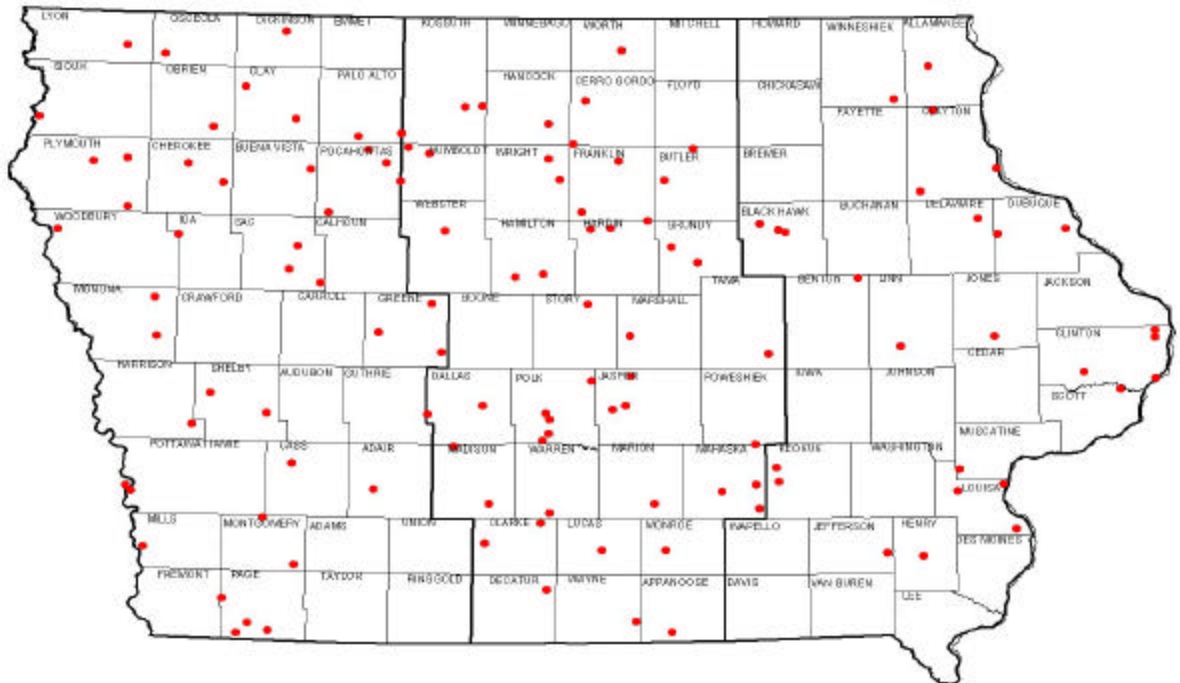 LYON OSCEOLA DICKINSON EMMET KOSSUTH WINNEBAGO WORTH MITCHELL HOWARD WINNESHIEK ALLAMAKEE
SIOUX OBRIEN CLAY PALO ALTO HANCOCK CERRO GORDO FLOYD CHICKASAW FAYETTE CLAYTON
PLYMOUTH CHEROKEE BUENA VISTA POCAHONTAS HUMBOLDT WRIGHT FRANKLIN BUTLER BREMER
WOODBURY IDA SAC CALHOUN WEBSTER HAMILTON HARDIN GRUNDY BLACK HAWK BUCHANAN DELAWARE DUBUQUE
MONONA CRAWFORD CARROLL GREENE BOONE STORY MARSHALL TAMA BENTON LINN JONES JACKSON
CLINTON
HARRISON SHELBY AUDUBON GUTHRIE DALLAS POLK JASPER POWESHIEK IOWA JOHNSON CEDAR
SCOTT
MUSCATINE
POTTAWATTAMIE CASS ADAIR MADISON WARREN MARION MAHASKA KEOKUK WASHINGTON
LOUISA
MILLS MONTGOMERY ADAMS UNION CLARKE LUCAS MONROE WAPELLO JEFFERSON HENRY
DES MOINES
FREMONT PAGE TAYLOR RINGGOLD DECATUR WAYNE APPANOOSE DAVIS VAN BUREN
LEE